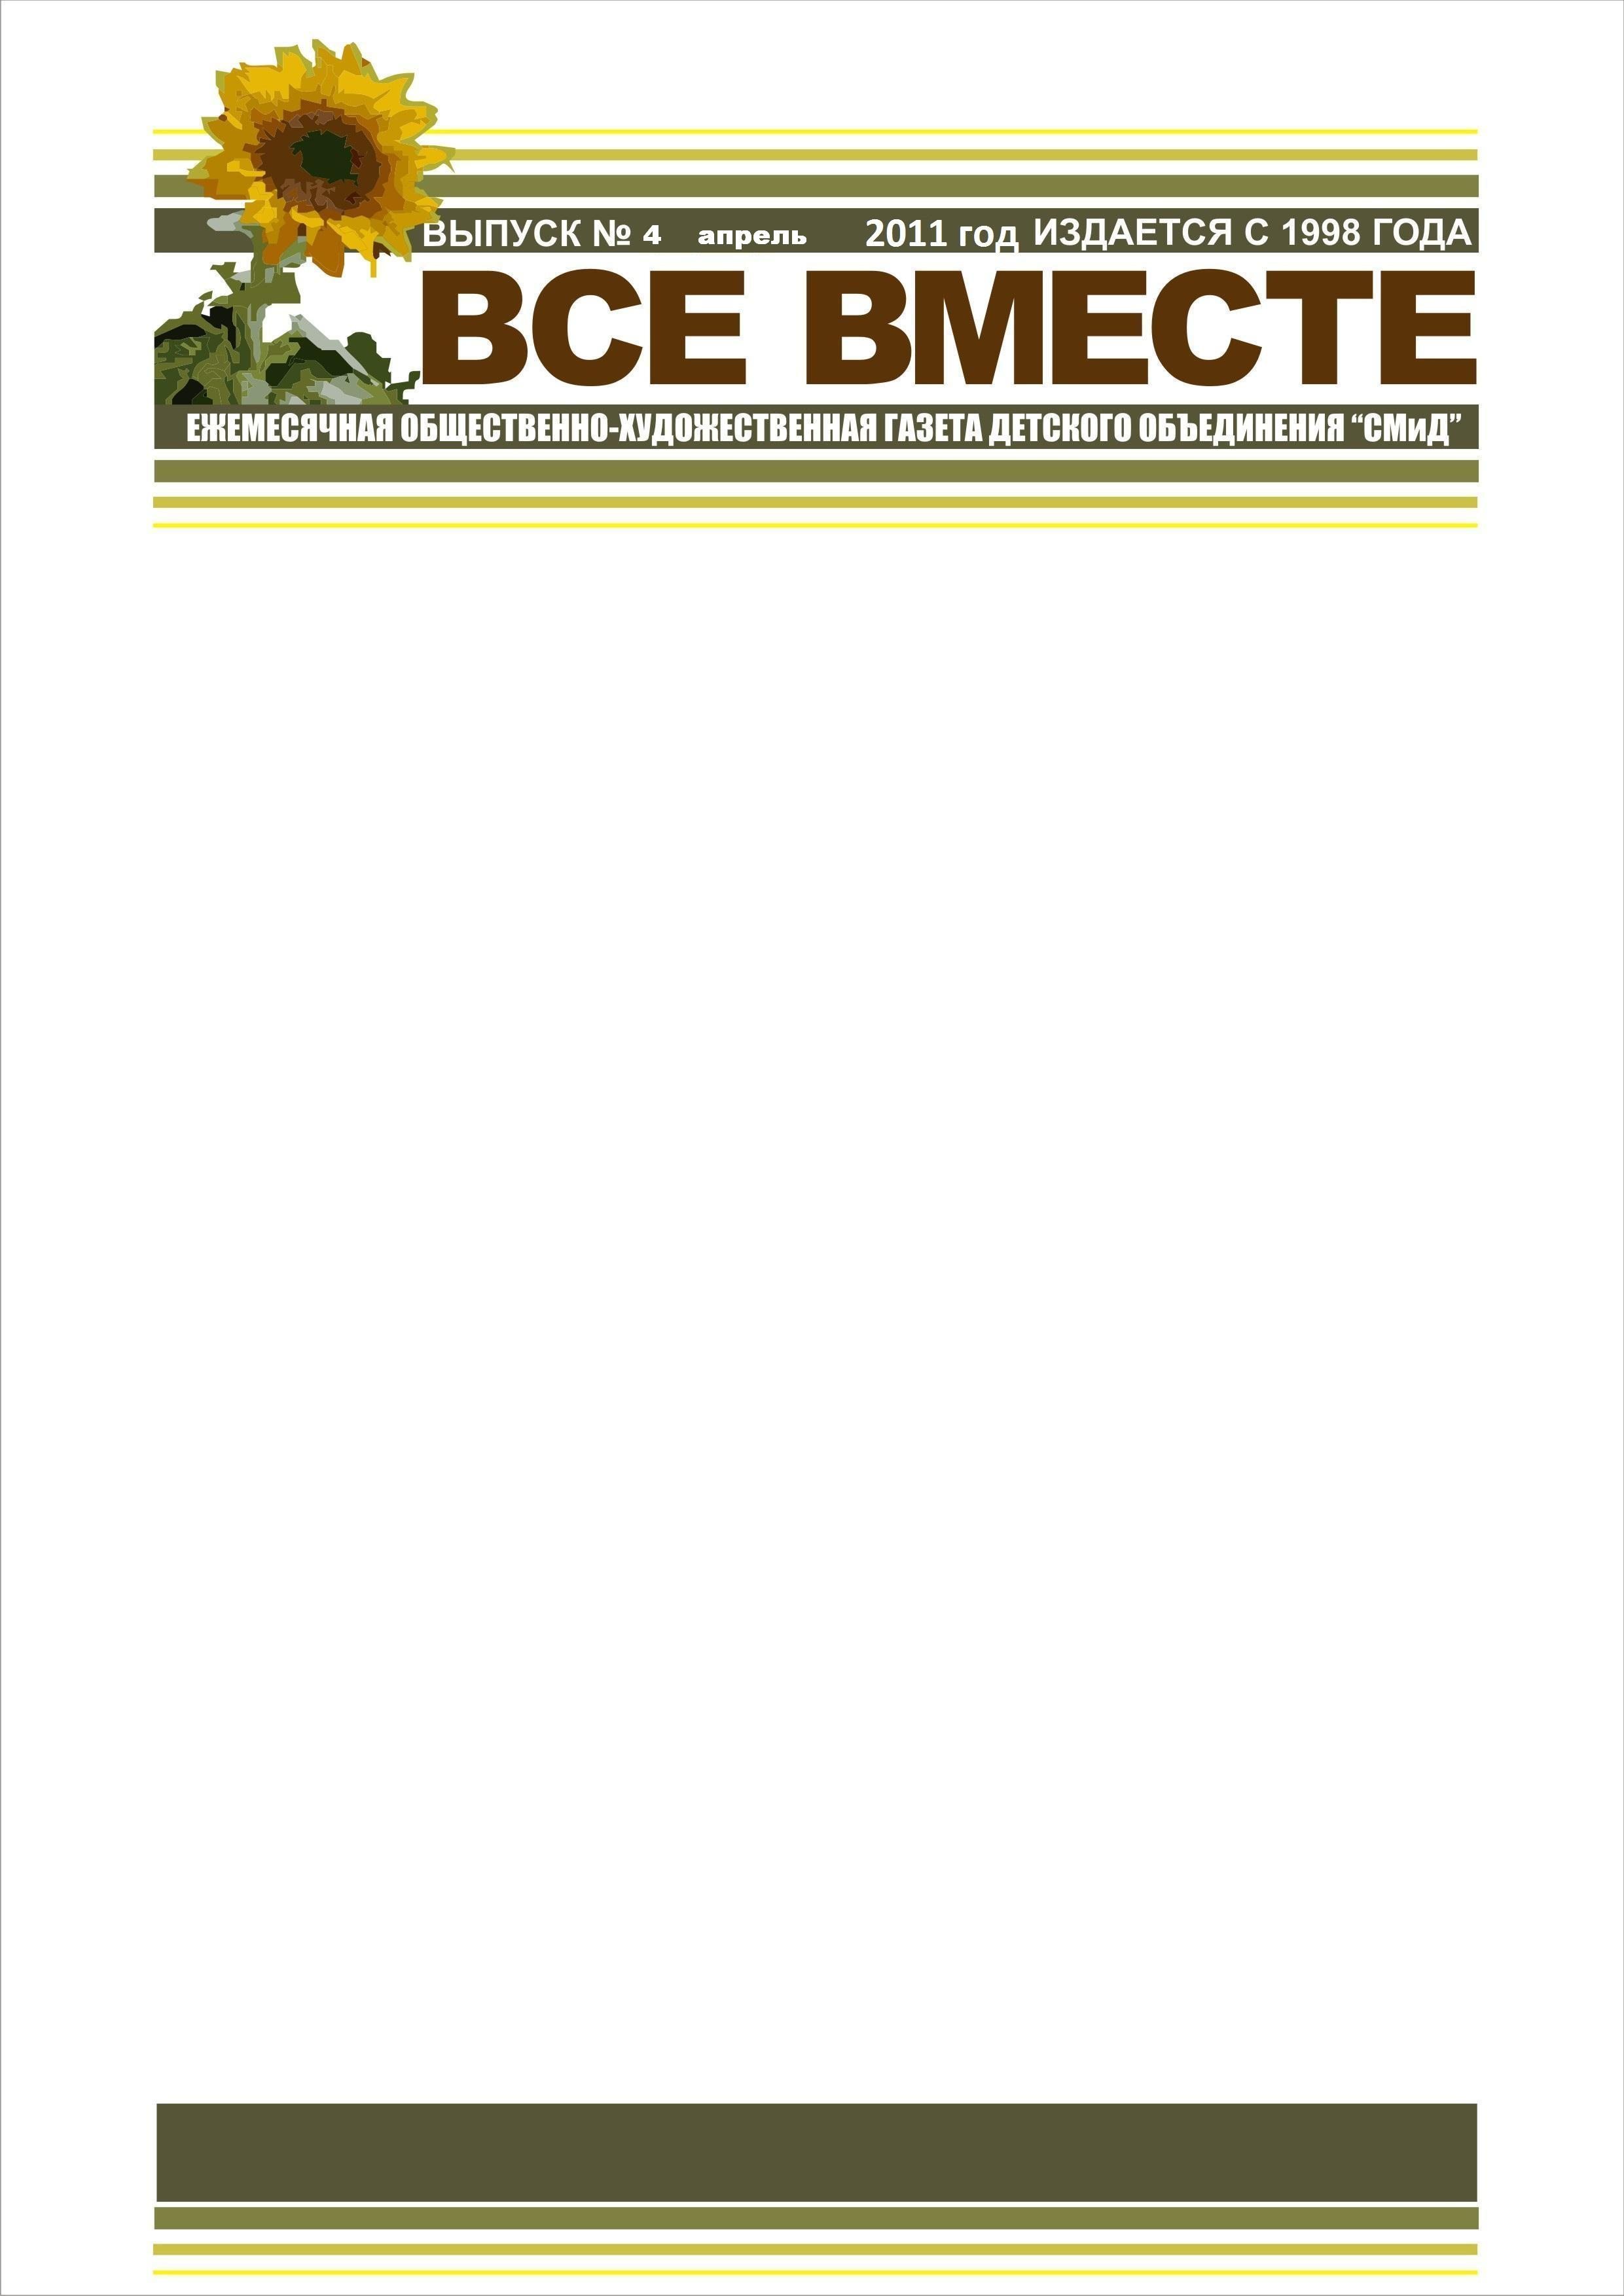 ВЫПУСК № 4 апрель 2011 год ИЗДАЕТСЯ С 1998 ГОДА
ВСЕ ВМЕСТЕ
ЕЖЕМЕСЯЧНАЯ ОБЩЕСТВЕННО-ХУДОЖЕСТВЕННАЯ ГАЗЕТА ДЕТСКОГО ОБЪЕДИНЕНИЯ “СМиД”